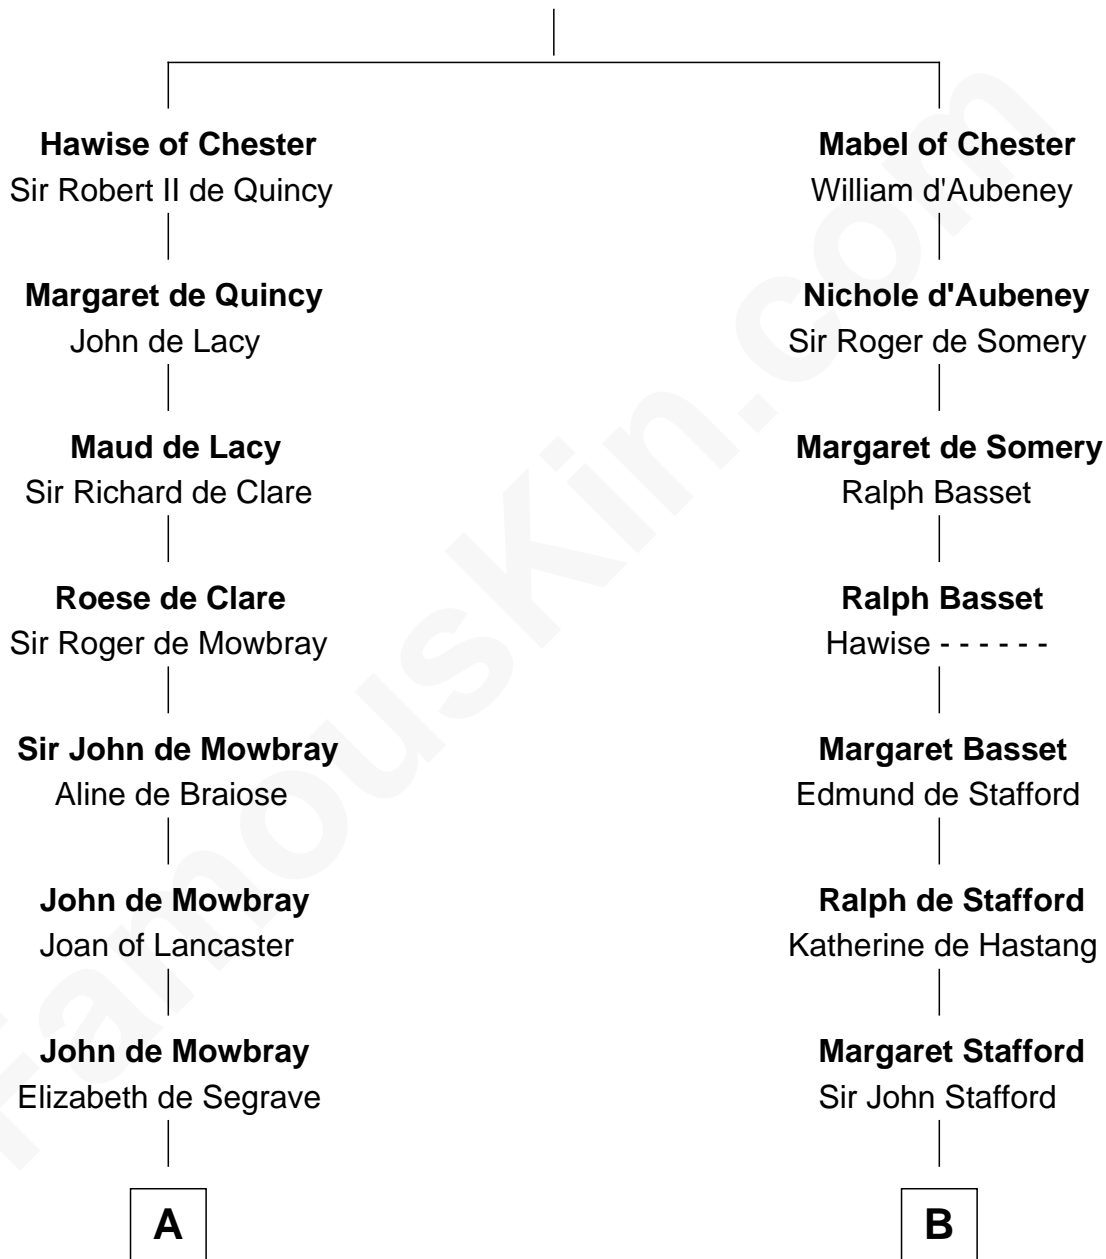 Hawise of Chester
Sir Robert II de Quincy
Margaret de Quincy
John de Lacy
Maud de Lacy
Sir Richard de Clare
Roese de Clare
Sir Roger de Mowbray
Sir John de Mowbray
Aline de Braiose
John de Mowbray
Joan of Lancaster
John de Mowbray
Elizabeth de Segrave
A
Mabel of Chester
William d'Aubeney
Nichole d'Aubeney
Sir Roger de Somery
Margaret de Somery
Ralph Basset
Ralph Basset
Hawise - - - - - -
Margaret Basset
Edmund de Stafford
Ralph de Stafford
Katherine de Hastang
Margaret Stafford
Sir John Stafford
B
FamousKin.com